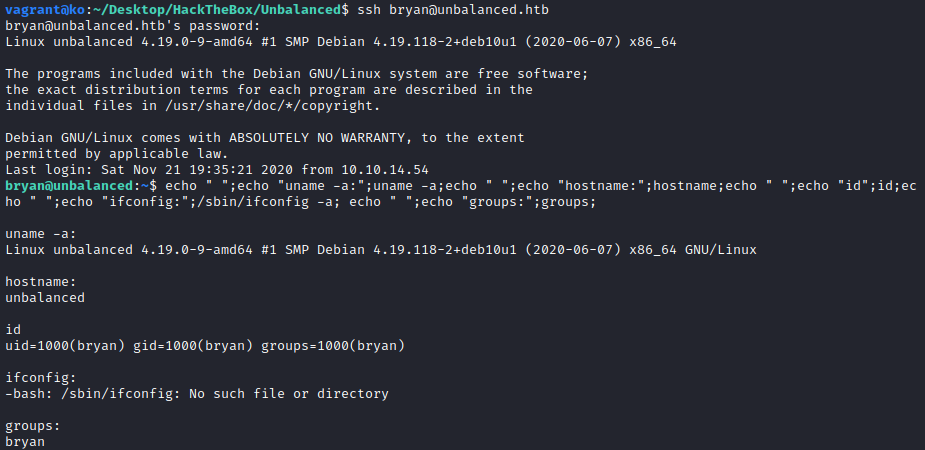 vagrant@ko:~/Desktop/HackTheBox/Unbalanced$ ssh bryan@unbalanced.htb
bryan@unbalanced.htb's password:
Linux unbalanced 4.19.0-9-amd64 #1 SMP Debian 4.19.118-2+deb10u1 (2020-06-07) x86_64
The programs included with the Debian GNU/Linux system are free software;
the exact distribution terms for each program are described in the
individual files in /usr/share/doc/*/copyright.
Debian GNU/Linux comes with ABSOLUTELY NO WARRANTY, to the extent
permitted by applicable law.
Last login: Sat Nov 21 19:35:21 2020 from 10.10.14.54
bryan@unbalanced:~$ echo " ";echo "uname -a:";uname -a;echo " ";echo "hostname:";hostname;echo " ";echo "id";id;ec
ho " ";echo "ifconfig:";/sbin/ifconfig -a; echo " ";echo "groups:";groups;
uname -a:
Linux unbalanced 4.19.0-9-amd64 #1 SMP Debian 4.19.118-2+deb10u1 (2020-06-07) x86_64 GNU/Linux
hostname:
unbalanced
id
uid=1000(bryan) gid=1000(bryan) groups=1000(bryan)
ifconfig:
-bash: /sbin/ifconfig: No such file or directory
groups:
bryan